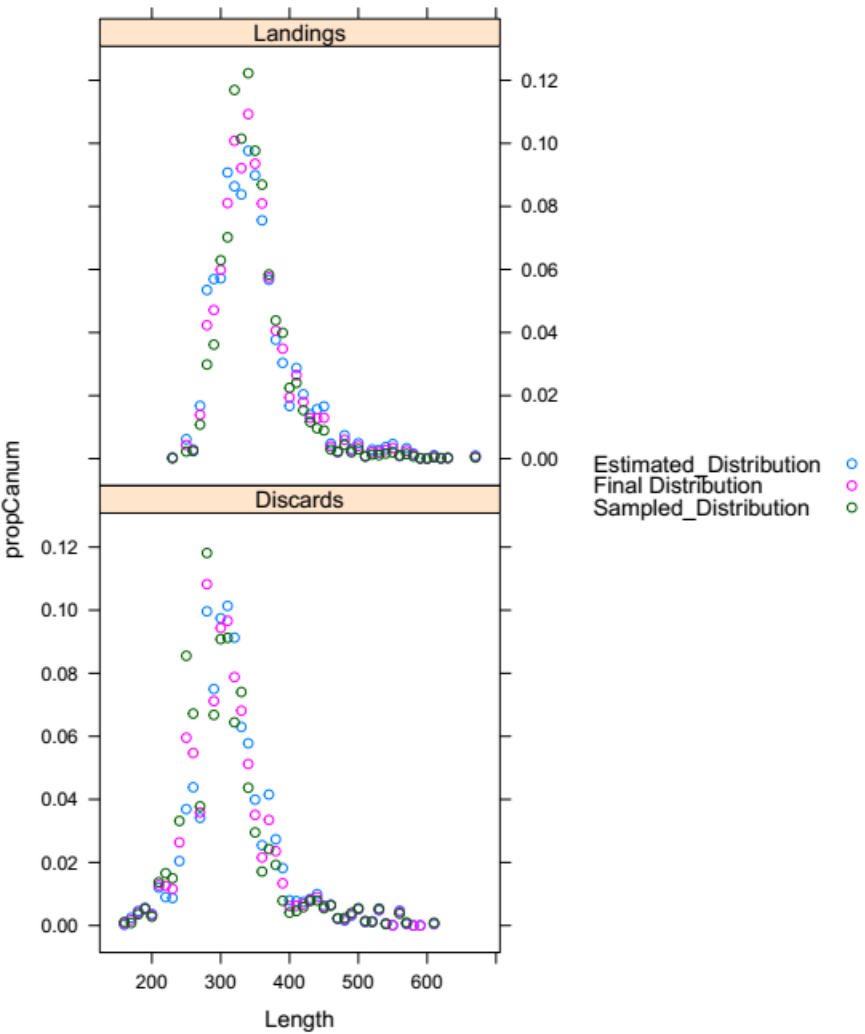 Landings
0.12
0.10
0.08
0.06
0.04
0.02
0.00
Estimated_Distribution
Final Distribution
Sampled_Distribution
Discards
propCanum
0.12
0.10
0.08
0.06
0.04
0.02
0.00
200 300 400 500 600
Length